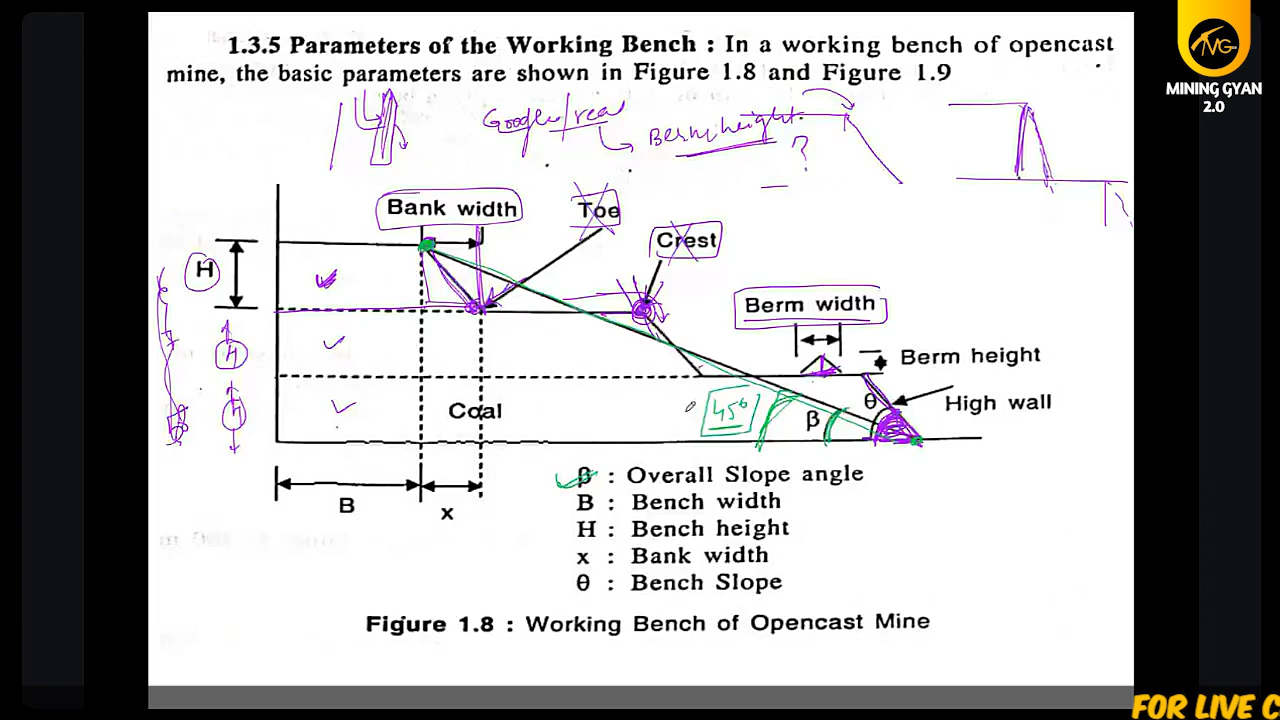 1.3.5 Parameters of the Working Bench : In a working bench of opencast
mine, the basic parameters are shown in Figure 1.8 and Figure 1.9
MINING GYAN
2.0
Google/real
Berm height
?
Bank width
Toe
Crest
H
Berm width
Berm height
H
H
Coal
45°
β
θ
High wall
B
x
β : Overall Slope angle
B : Bench width
H : Bench height
x : Bank width
θ : Bench Slope
Figure 1.8 : Working Bench of Opencast Mine
FOR LIVE C